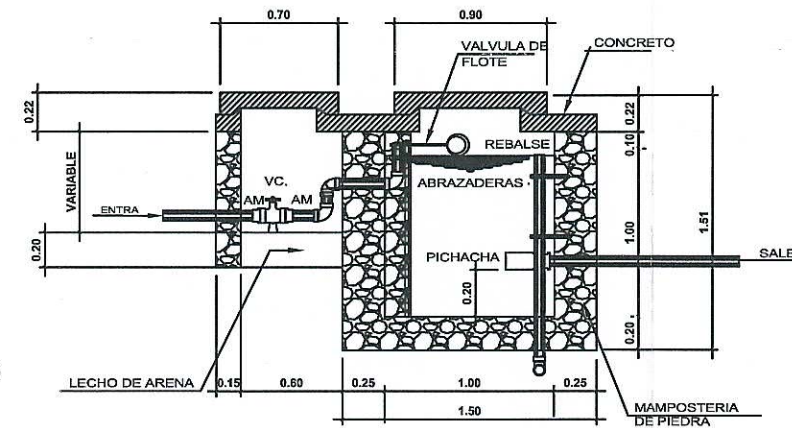 0.70
0.90
VALVULA DE
FLOTE
CONCRETO
0.22
0.22
REBALSE
0.10
VARIABLE
VC.
ABRAZADERAS
AM
AM
ENTRA
1.00
1.51
0.20
PICHACHA
SALE
0.20
0.20
LECHO DE ARENA
0.15
0.60
0.25
1.00
0.25
1.50
MAMPOSTERIA
DE PIEDRA